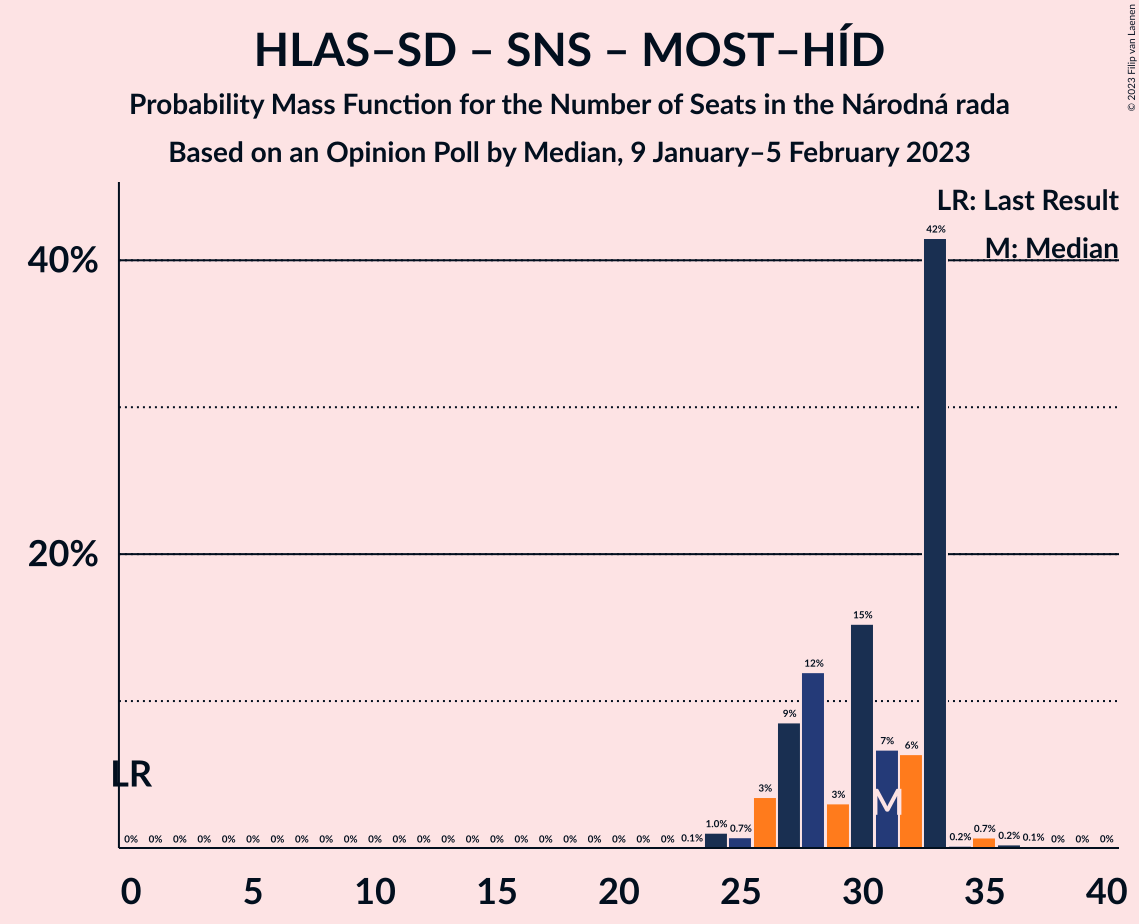 HLAS–SD – SNS – MOST–HÍD
Probability Mass Function for the Number of Seats in the Národná rada
Based on an Opinion Poll by Median, 9 January–5 February 2023
© 2023 Filip van Laenen
LR: Last Result
M: Median
40%
20%
LR
M
0% 0% 0% 0% 0% 0% 0% 0% 0% 0% 0% 0% 0% 0% 0% 0% 0% 0% 0% 0% 0% 0% 0% 0.1% 1.0% 0.7% 3% 9% 12% 3% 15% 7% 6% 42% 0.2% 0.7% 0.2% 0.1% 0% 0% 0%
0 5 10 15 20 25 30 35 40